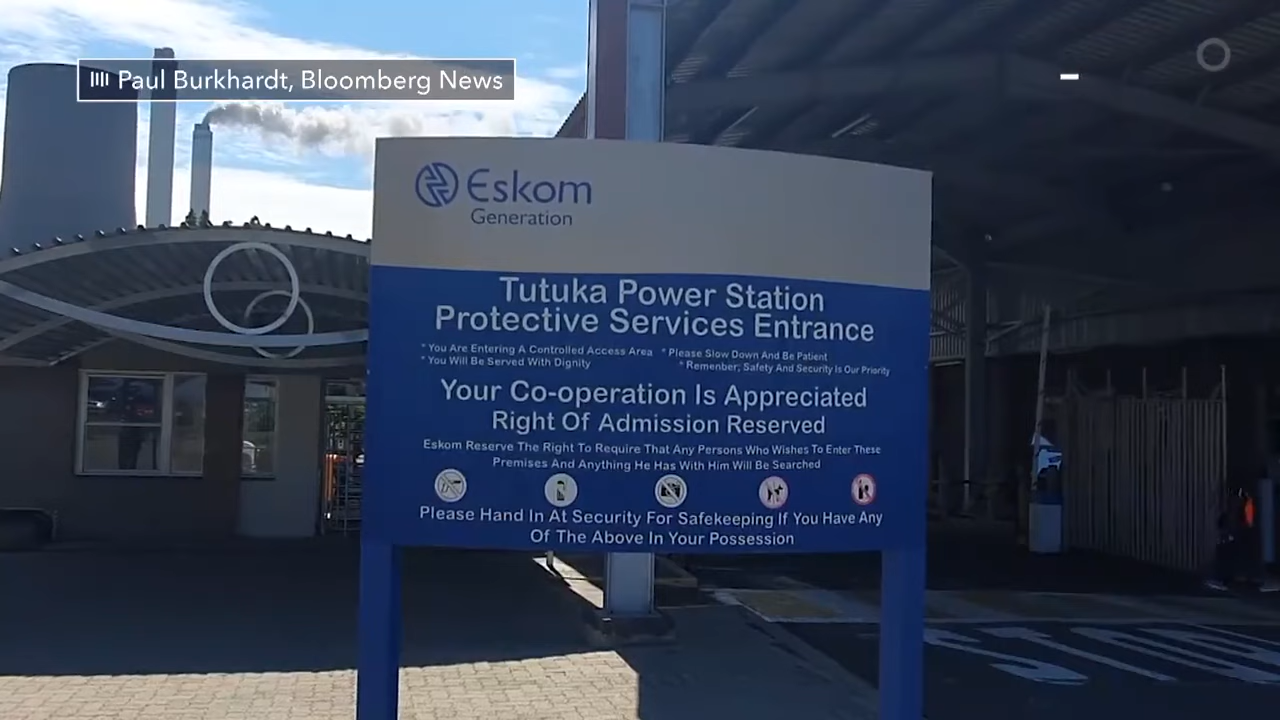 Paul Burkhardt, Bloomberg News
Eskom
Generation
Tutuka Power Station
Protective Services Entrance
* You Are Entering A Controlled Access Area * Please Slow Down And Be Patient
* You Will Be Served With Dignity * Remember; Safety And Security Is Our Priority
Your Co-operation Is Appreciated
Right Of Admission Reserved
Eskom Reserve The Right To Require That Any Persons Who Wishes To Enter These
Premises And Anything He Has With Him Will Be Searched
Please Hand In At Security For Safekeeping If You Have Any
Of The Above In Your Possession